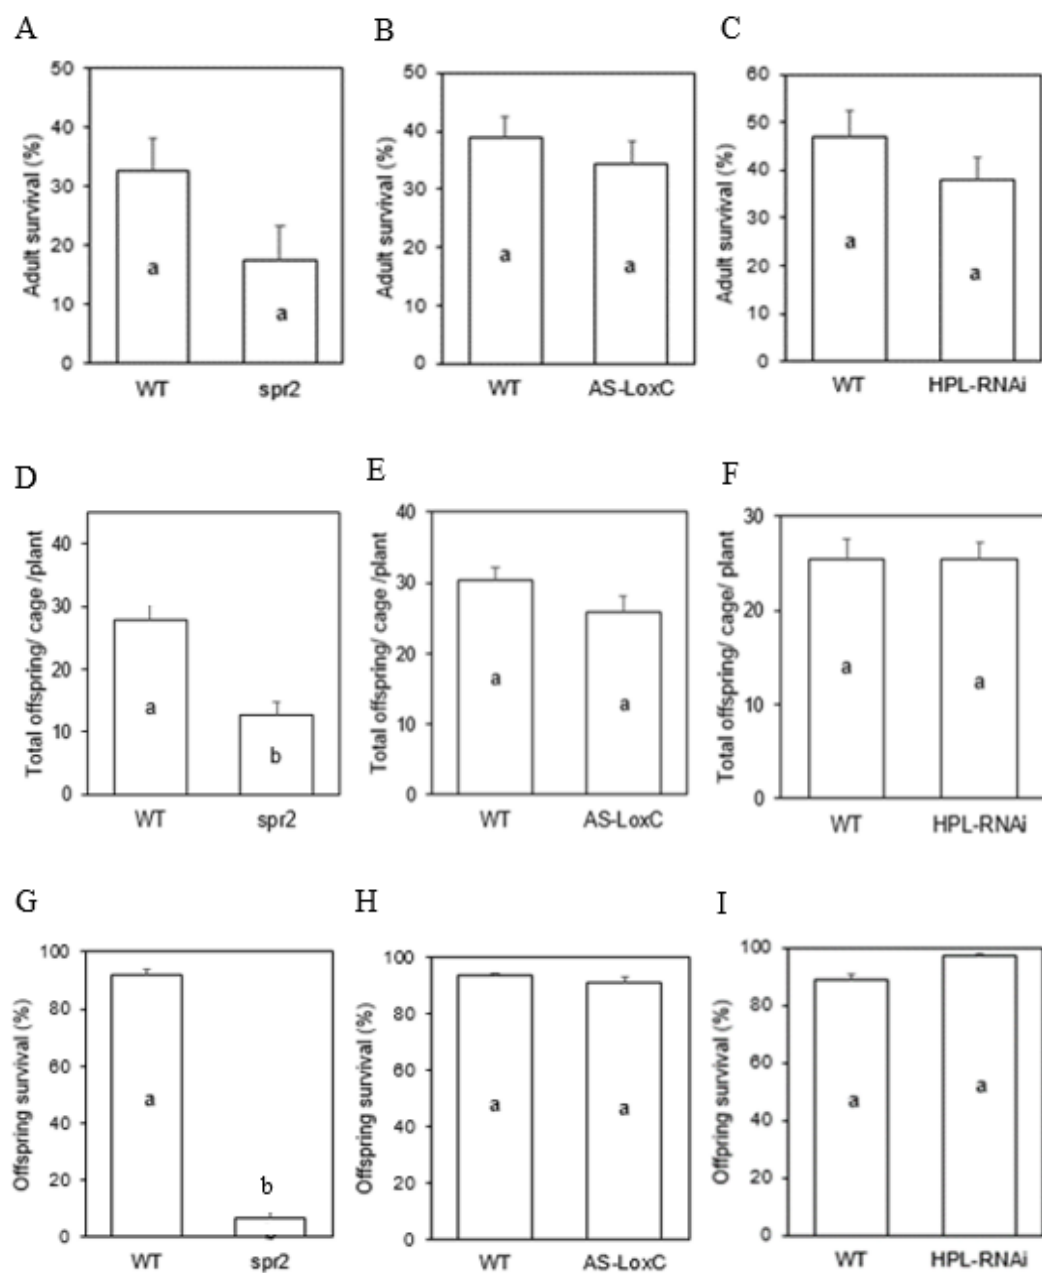 A
Adult survival (%)
50
40
30
20
10
0
a
a
WT
spr2
B
Adult survival (%)
50
40
30
20
10
0
a
a
WT
AS-LoxC
C
Adult survival (%)
60
50
40
30
20
10
0
a
a
WT
HPL-RNAi
D
Total offspring/ cage /plant
40
30
20
10
0
a
b
WT
spr2
E
Total offspring/ cage /plant
40
30
20
10
0
a
a
WT
AS-LoxC
F
Total offspring/ cage/ plant
30
20
10
0
a
a
WT
HPL-RNAi
G
Offspring survival (%)
100
80
60
40
20
0
a
b
WT
spr2
H
Offspring survival (%)
100
80
60
40
20
0
a
a
WT
AS-LoxC
I
Offpring survival (%)
100
80
60
40
20
0
a
a
WT
HPL-RNAi